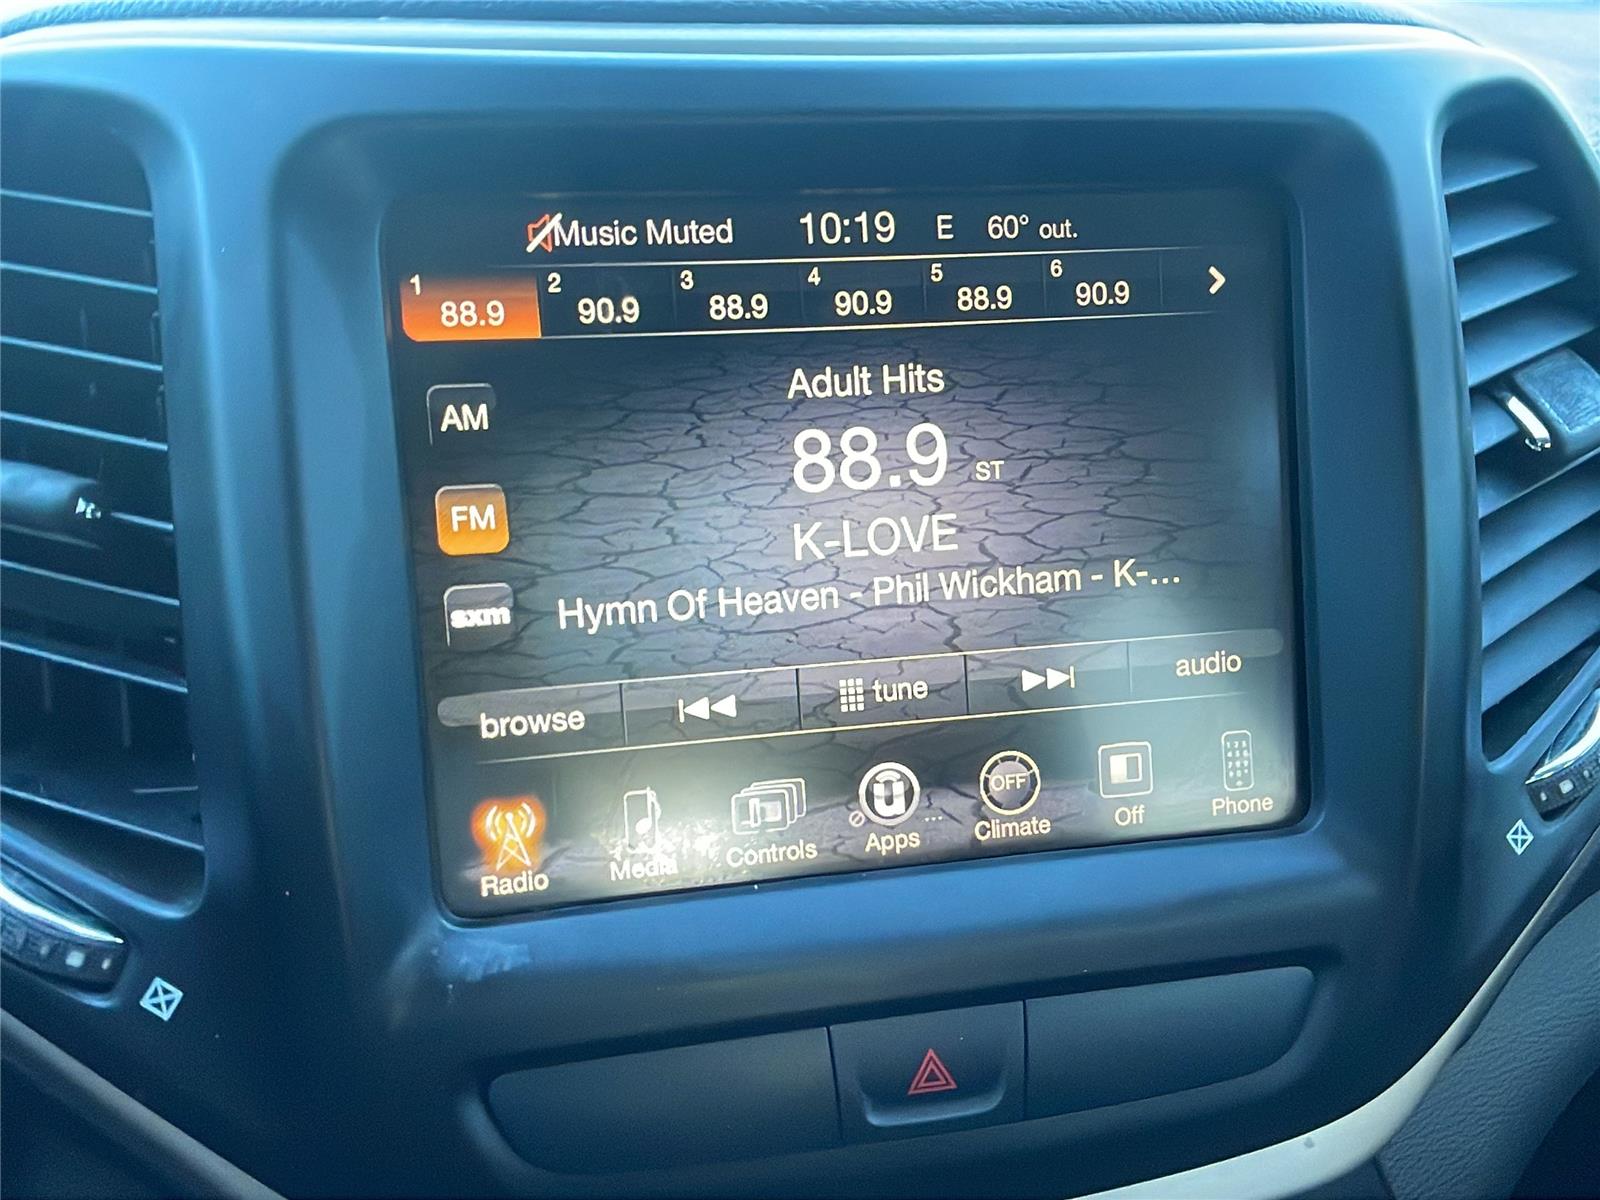 Music Muted 10:19 E 60° out.
1 2 3 4 5 6
88.9 90.9 88.9 90.9 88.9 90.9
Adult Hits
AM
88.9 ST
FM
K-LOVE
sxm
Hymn Of Heaven - Phil Wickham - K-...
browse tune audio
OFF
Radio Media Controls Apps ... Climate Off Phone